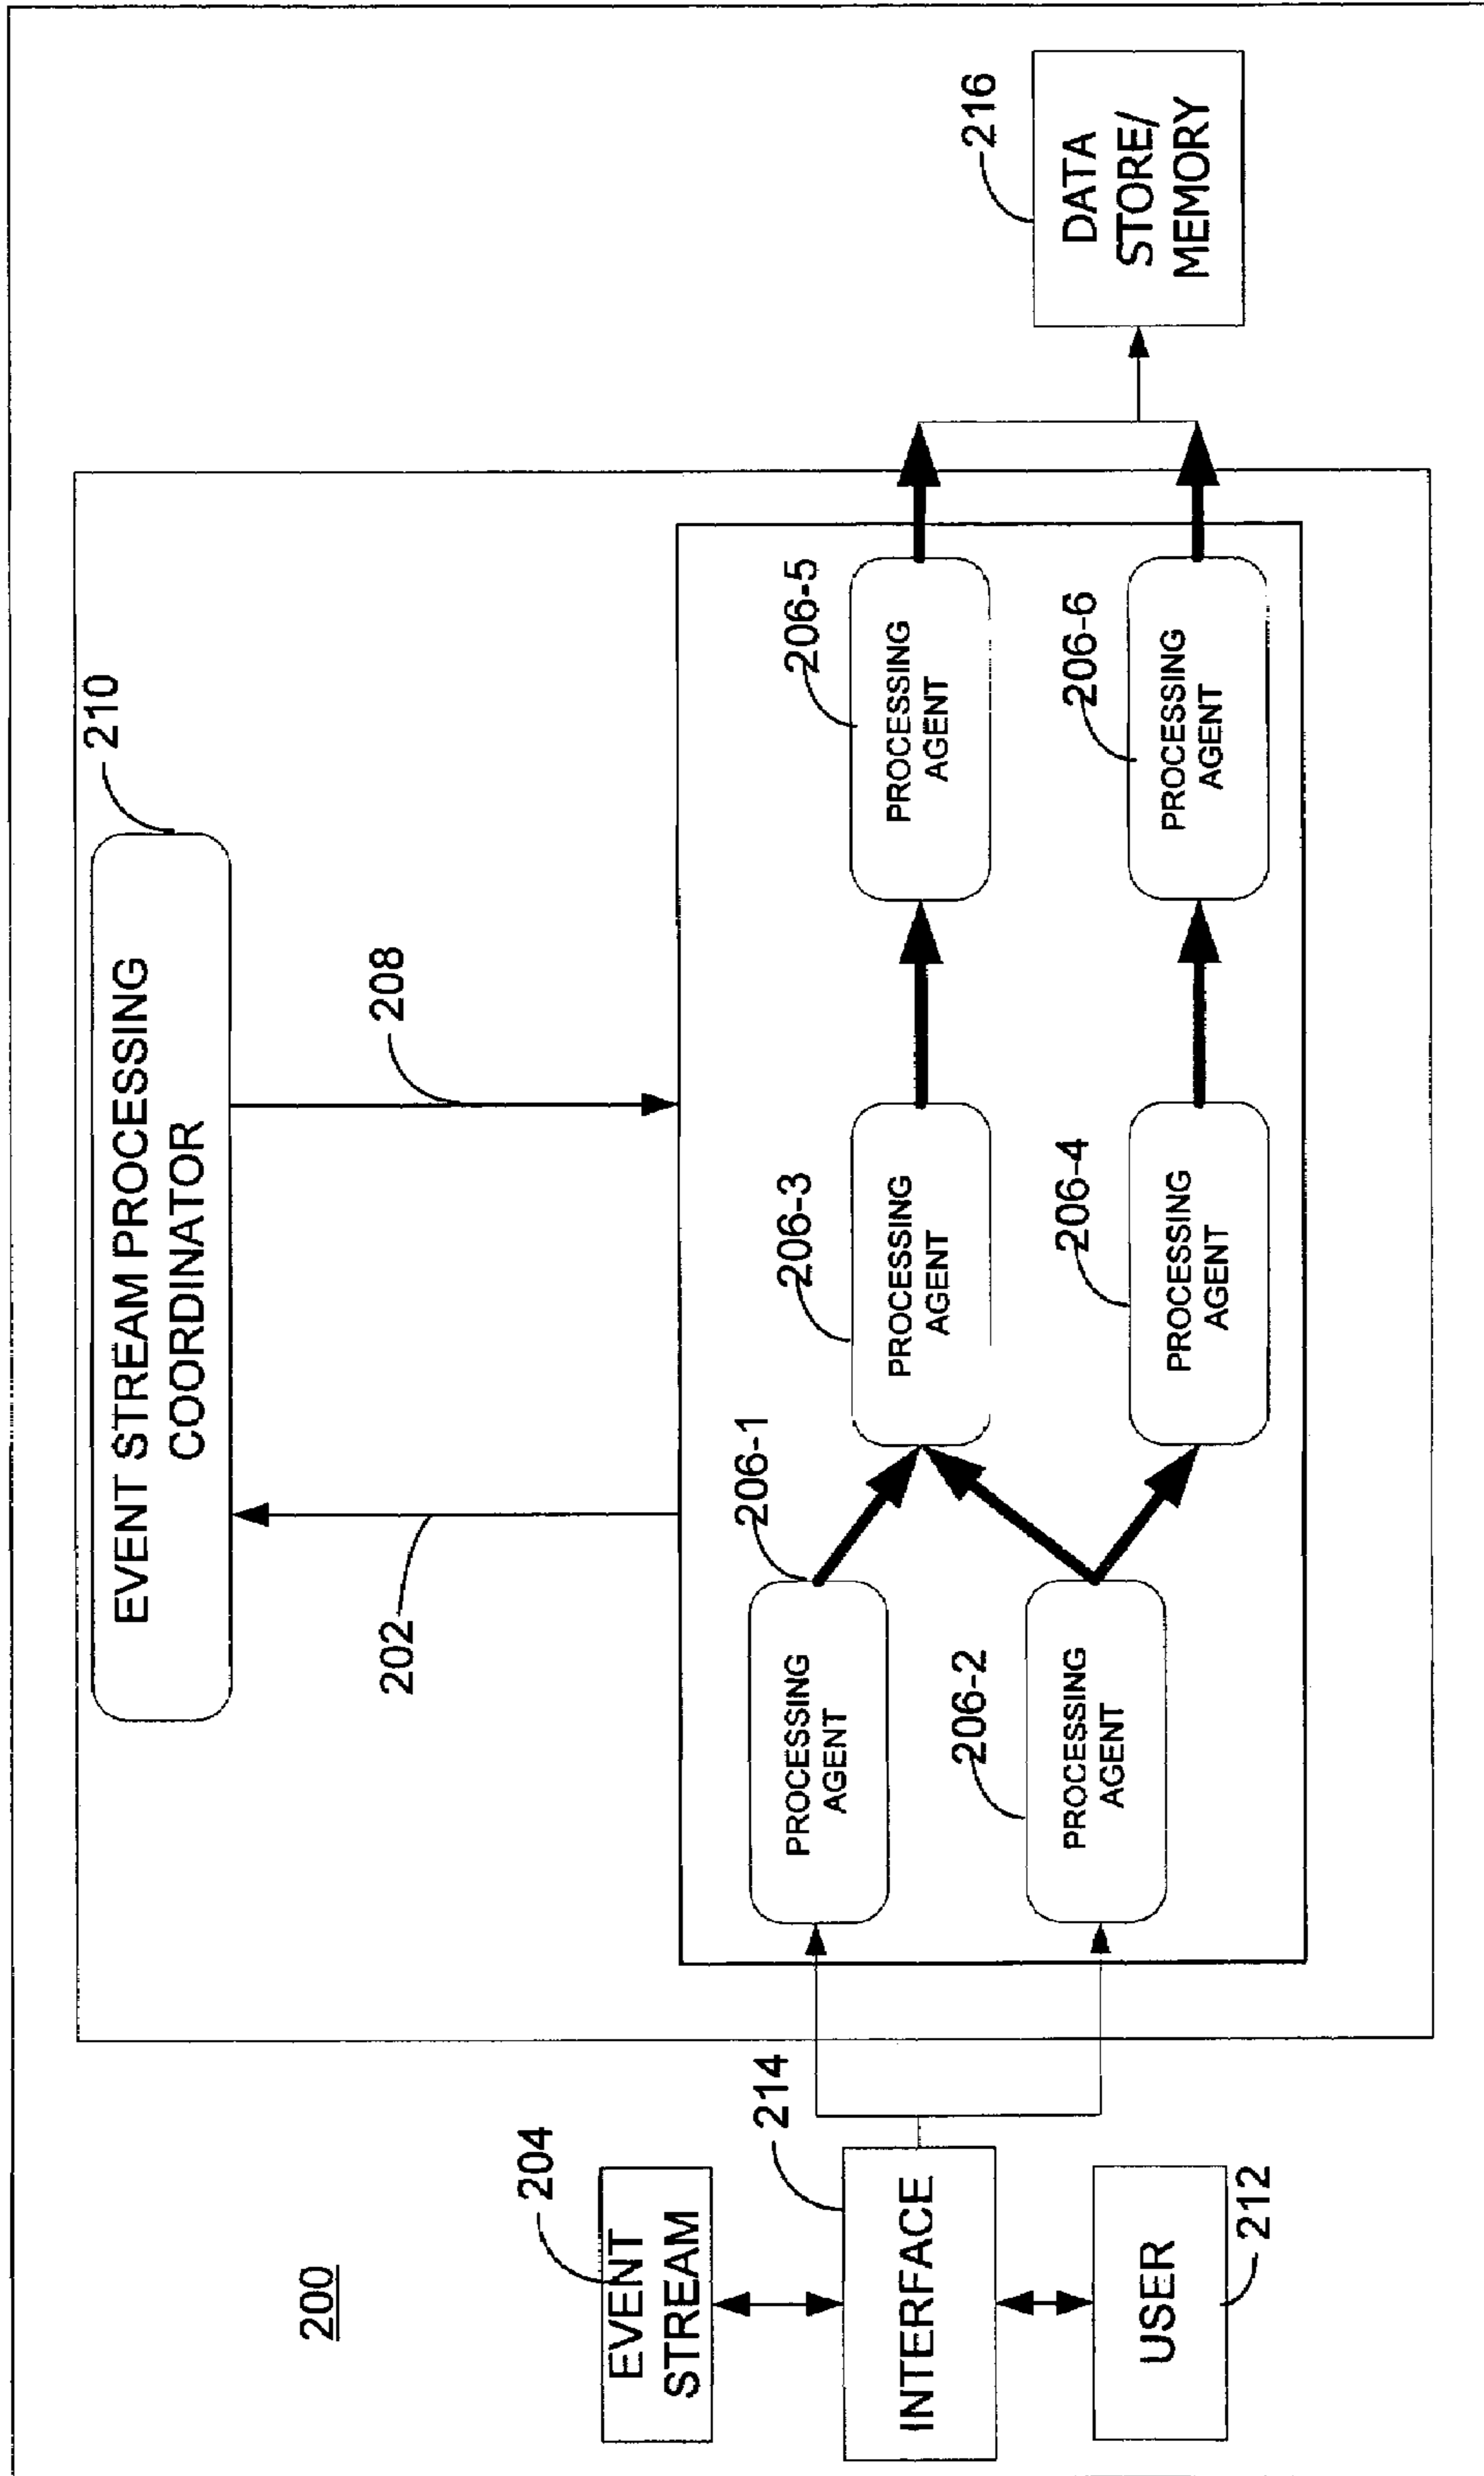 200
EVENT STREAM PROCESSING
COORDINATOR
210
202
208
EVENT
STREAM
204
INTERFACE
214
USER
212
PROCESSING
AGENT
206-1
PROCESSING
AGENT
206-2
PROCESSING
AGENT
206-3
PROCESSING
AGENT
206-4
PROCESSING
AGENT
206-5
PROCESSING
AGENT
206-6
DATA
STORE/
MEMORY
216